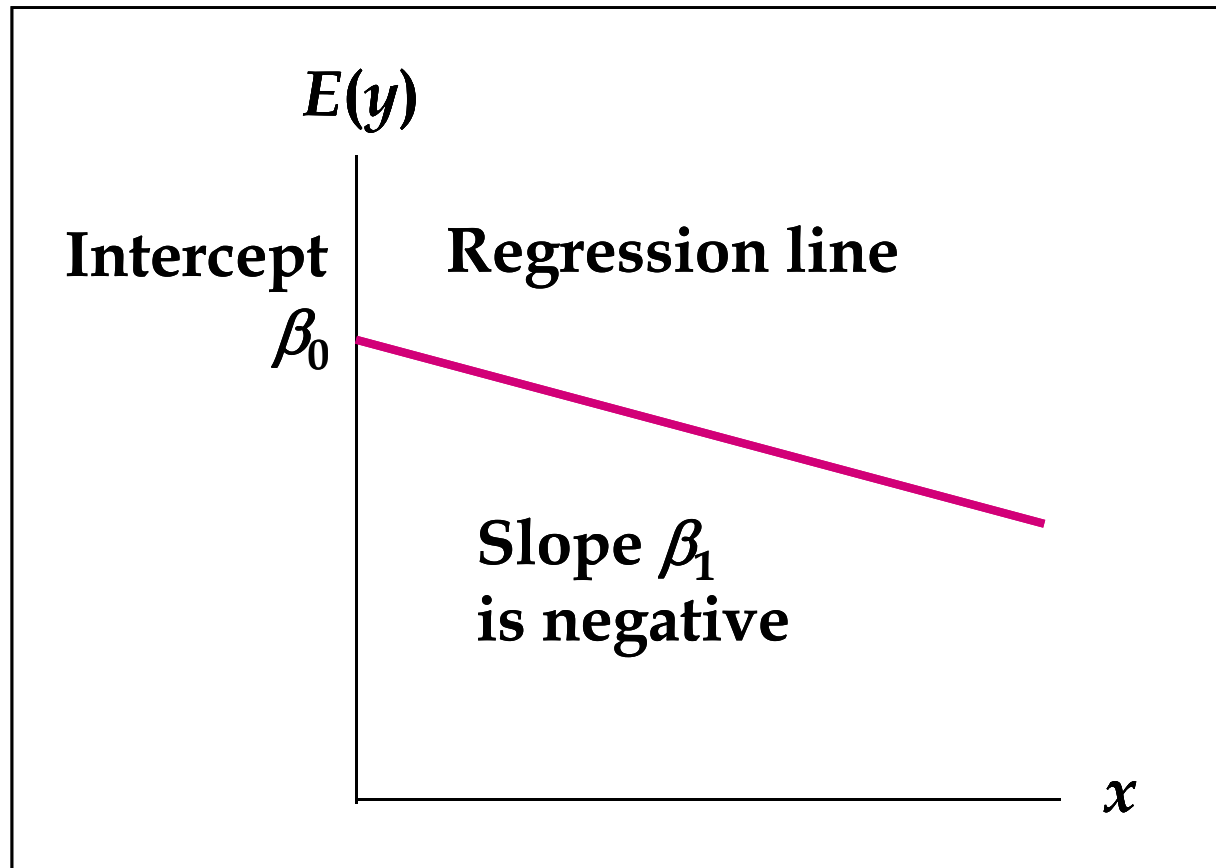 E(y)
Intercept
β0
Regression line
Slope β1
is negative
x